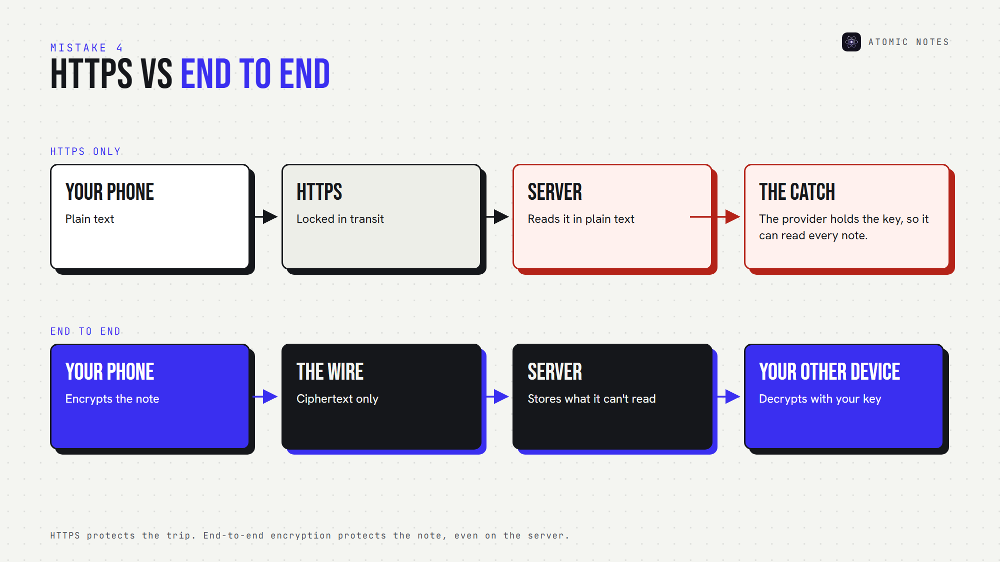 MISTAKE 4
HTTPS VS END TO END
ATOMIC NOTES
HTTPS ONLY
YOUR PHONE
Plain text
HTTPS
Locked in transit
SERVER
Reads it in plain text
THE CATCH
The provider holds the key, so it
can read every note.
END TO END
YOUR PHONE
Encrypts the note
THE WIRE
Ciphertext only
SERVER
Stores what it can't read
YOUR OTHER DEVICE
Decrypts with your key
HTTPS protects the trip. End-to-end encryption protects the note, even on the server.